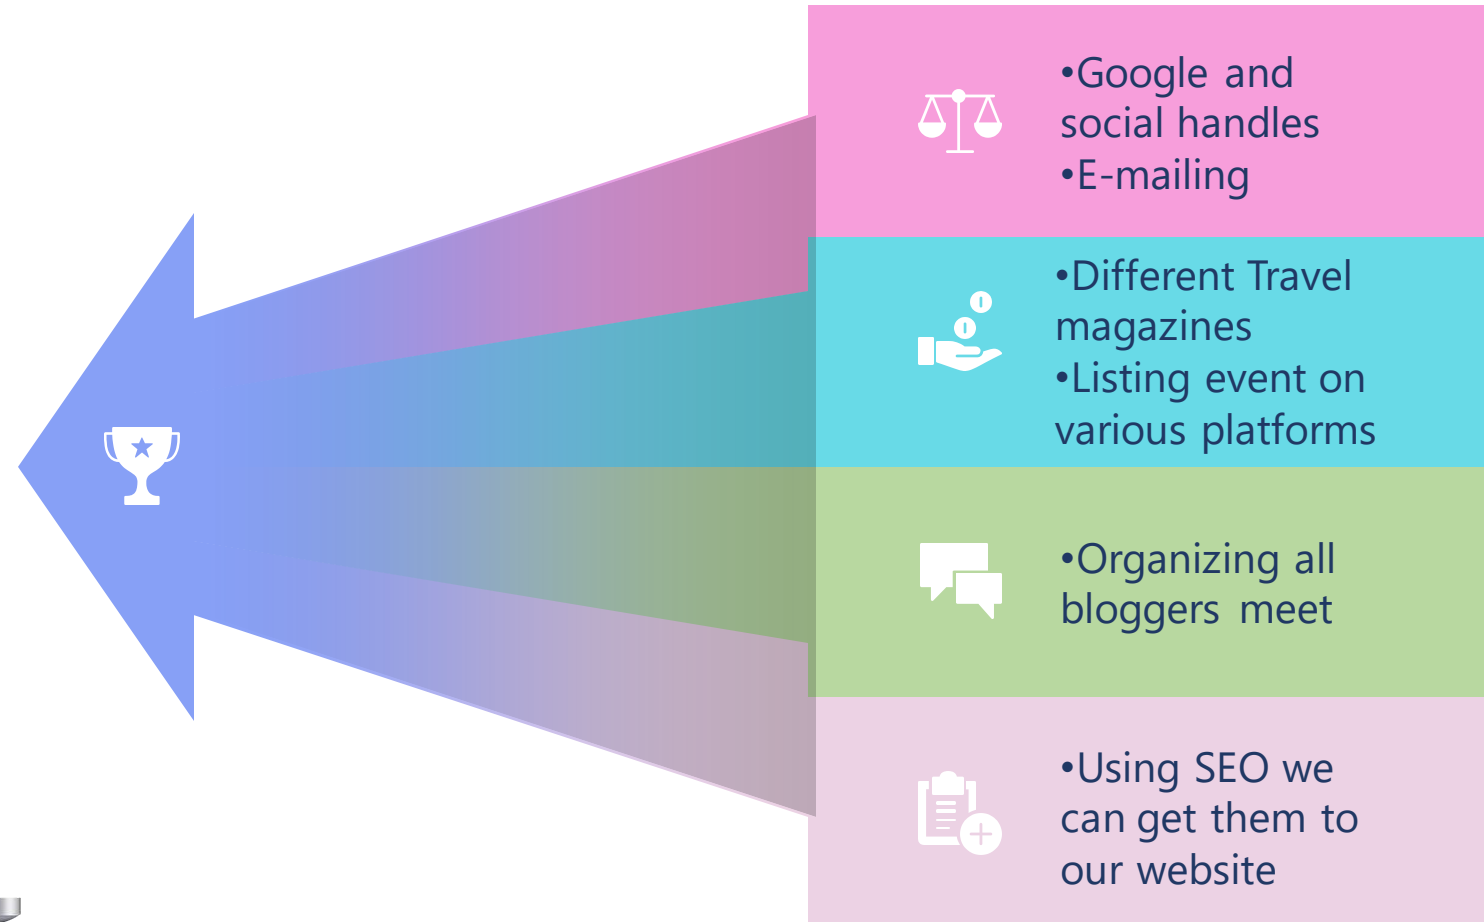 •Google and
social handles
•E-mailing
•Different Travel
magazines
•Listing event on
various platforms
•Organizing all
bloggers meet
•Using SEO we
can get them to
our website